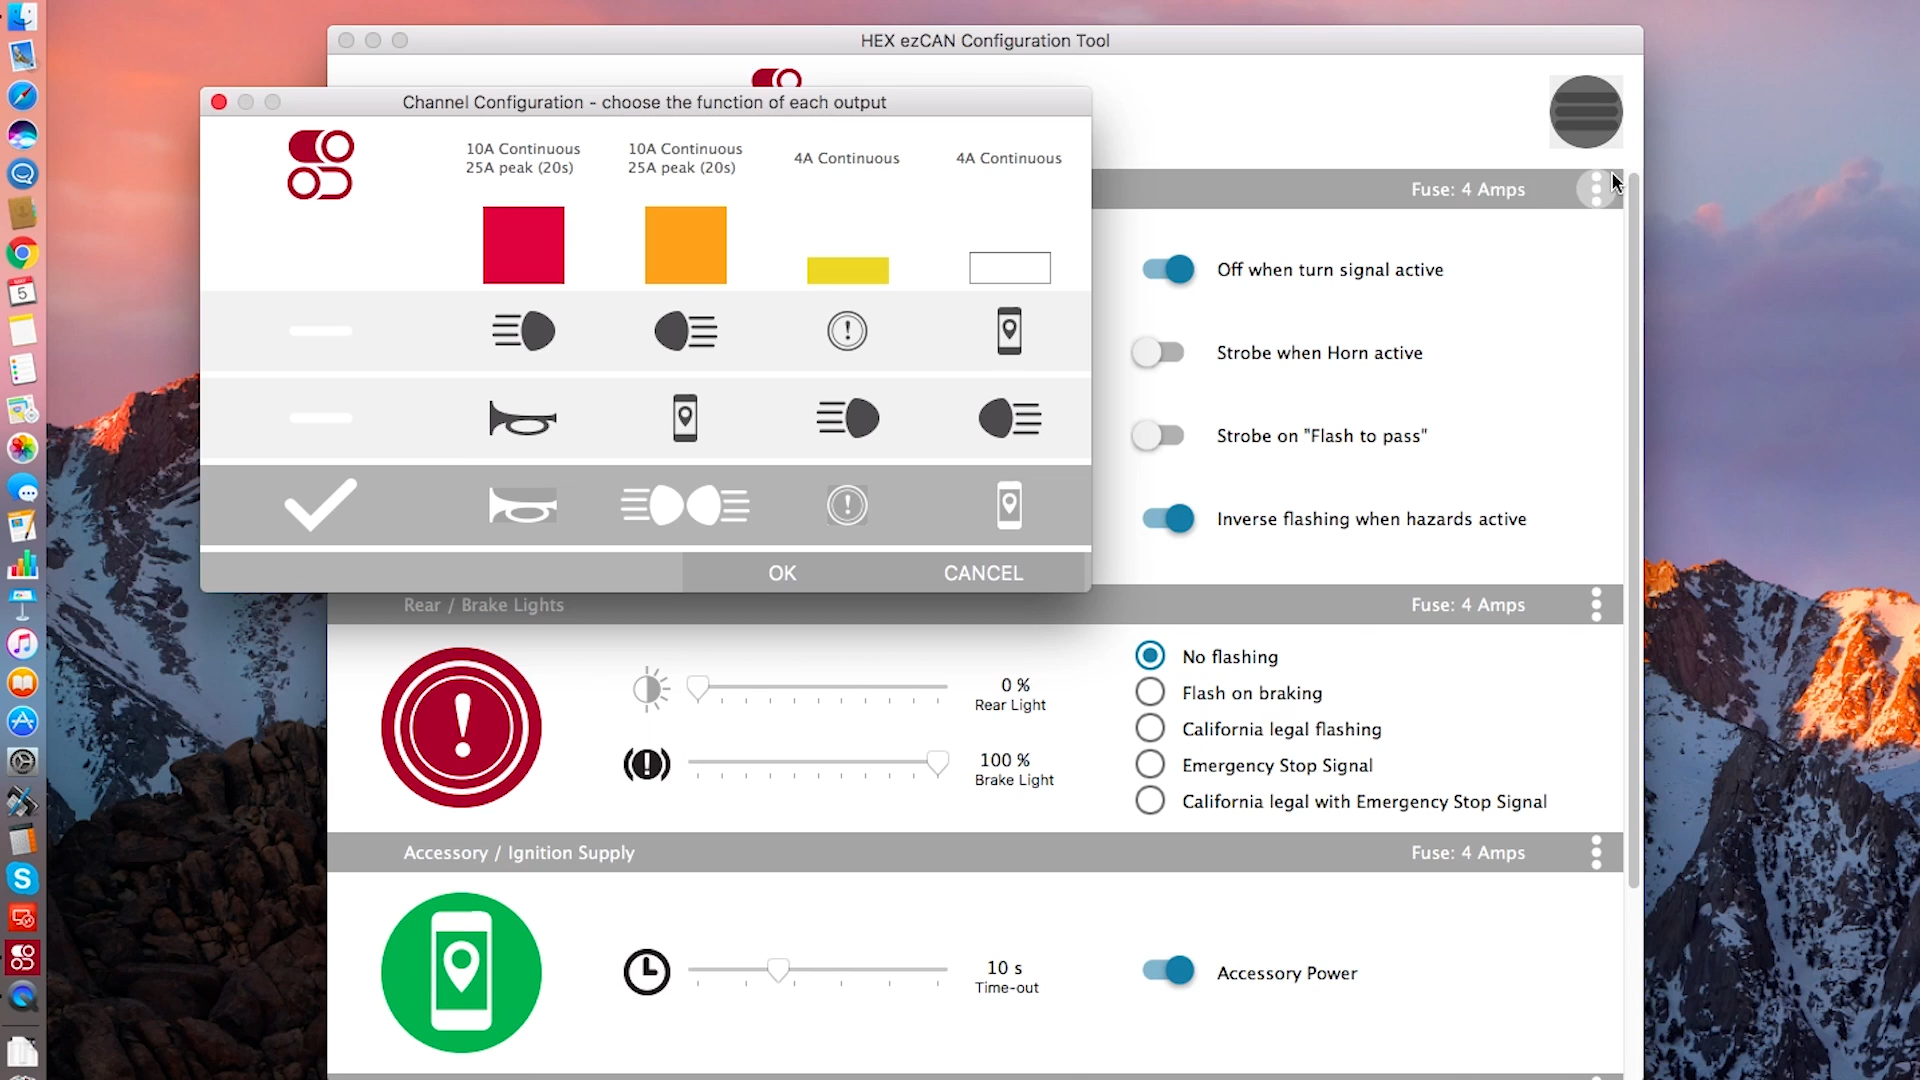 HEX ezCAN Configuration Tool
Channel Configuration - choose the function of each output
10A Continuous
25A peak (20s)
10A Continuous
25A peak (20s)
4A Continuous
4A Continuous
OK
CANCEL
Fuse: 4 Amps
Off when turn signal active
Strobe when Horn active
Strobe on "Flash to pass"
Inverse flashing when hazards active
Rear / Brake Lights
Fuse: 4 Amps
0 %
Rear Light
100 %
Brake Light
No flashing
Flash on braking
California legal flashing
Emergency Stop Signal
California legal with Emergency Stop Signal
Accessory / Ignition Supply
Fuse: 4 Amps
10 s
Time-out
Accessory Power
5